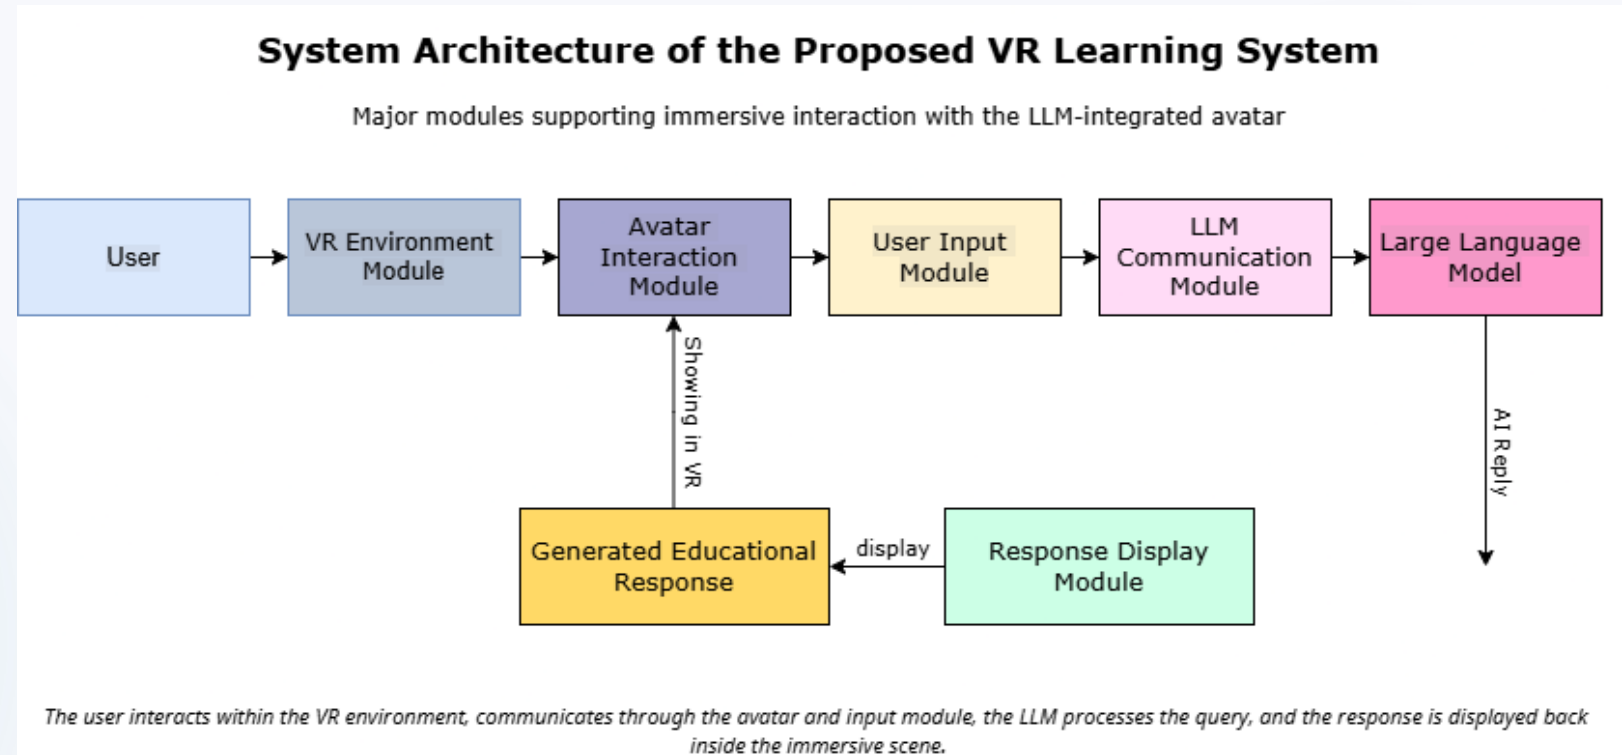 System Architecture of the Proposed VR Learning System
Major modules supporting immersive interaction with the LLM-integrated avatar
User
VR Environment
Module
Avatar
Interaction
Module
User Input
Module
LLM
Communication
Module
Large Language
Model
Showing in VR
AI Reply
Generated Educational
Response
display
Response Display
Module
The user interacts within the VR environment, communicates through the avatar and input module, the LLM processes the query, and the response is displayed back
inside the immersive scene.